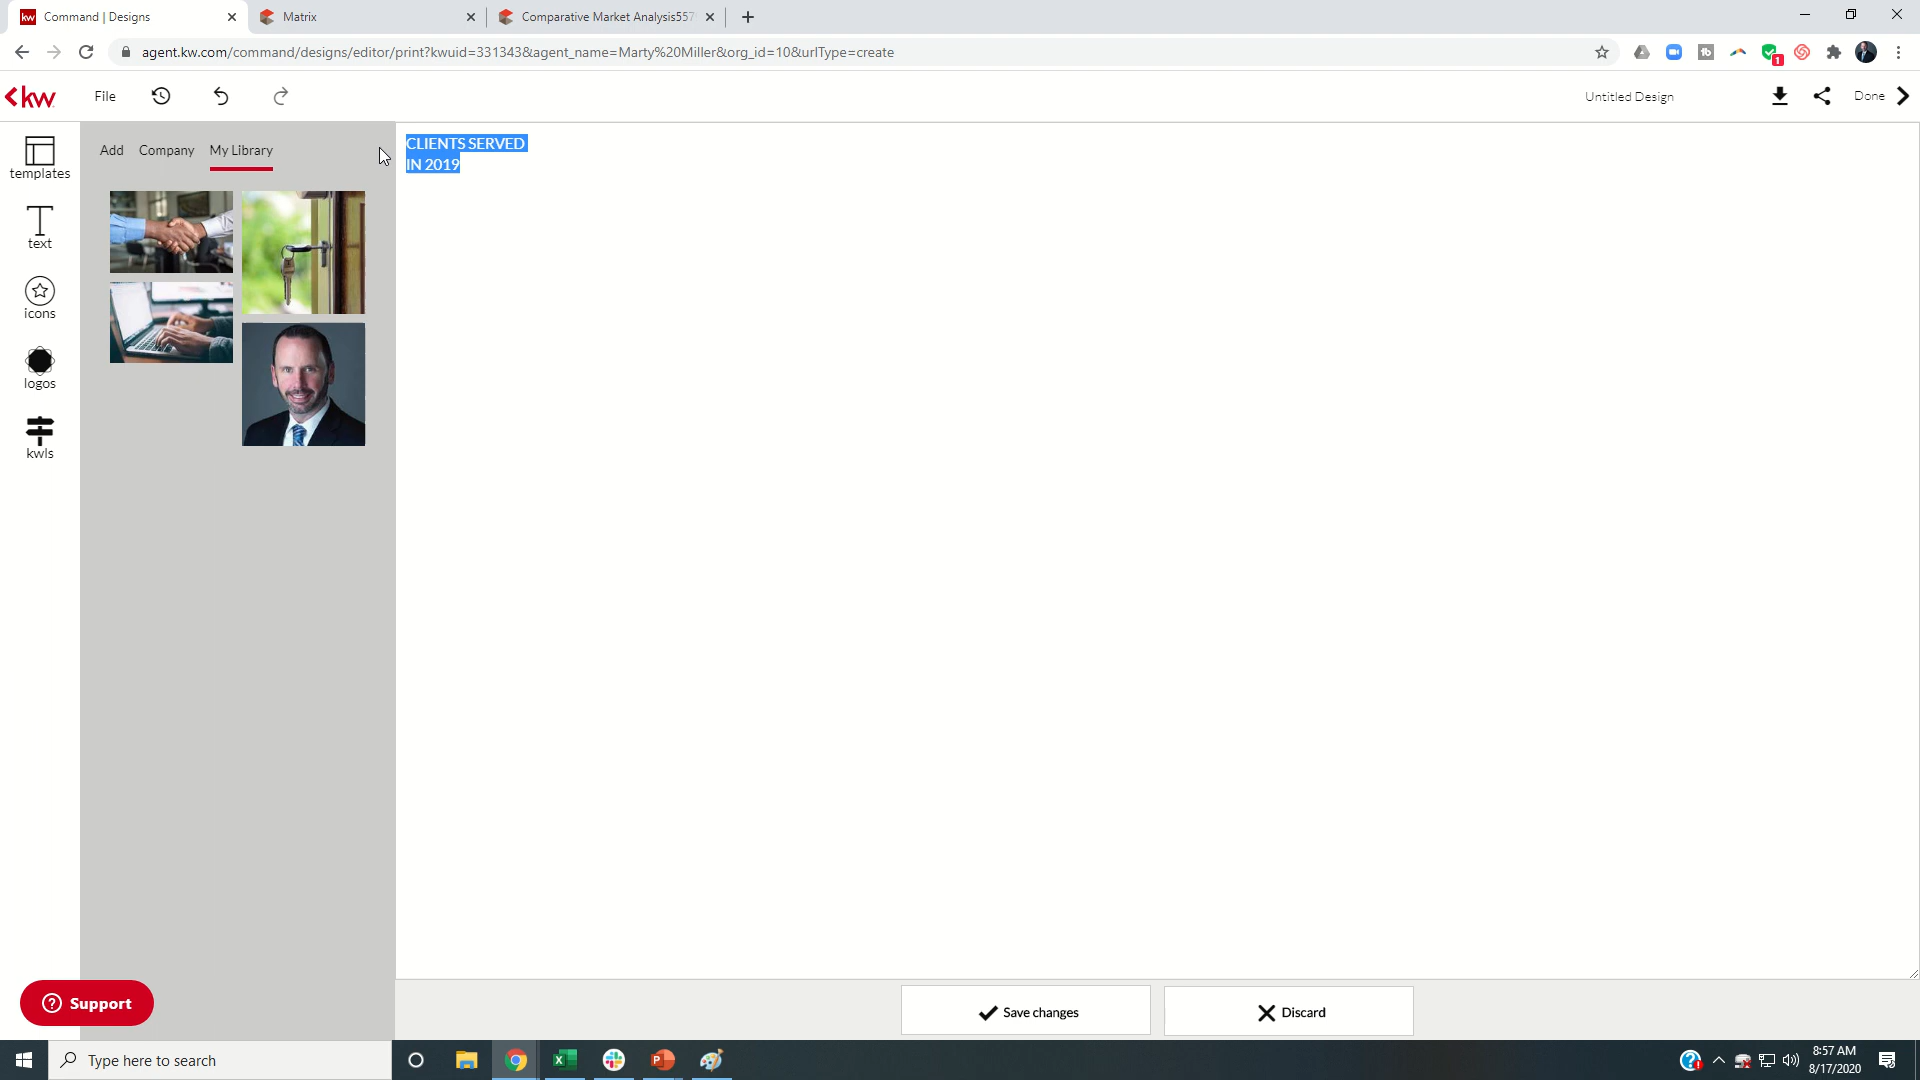 kw Command | Designs
Matrix
Comparative Market Analysis557
agent.kw.com/command/designs/editor/print?kwuid=331343&agent_name=Marty%20Miller&org_id=10&urlType=create
1
kw
File
Untitled Design
Done
templates
text
icons
logos
kwls
Add
Company
My Library
CLIENTS SERVED
IN 2019
Support
Save changes
Discard
Type here to search
8:57 AM
8/17/2020